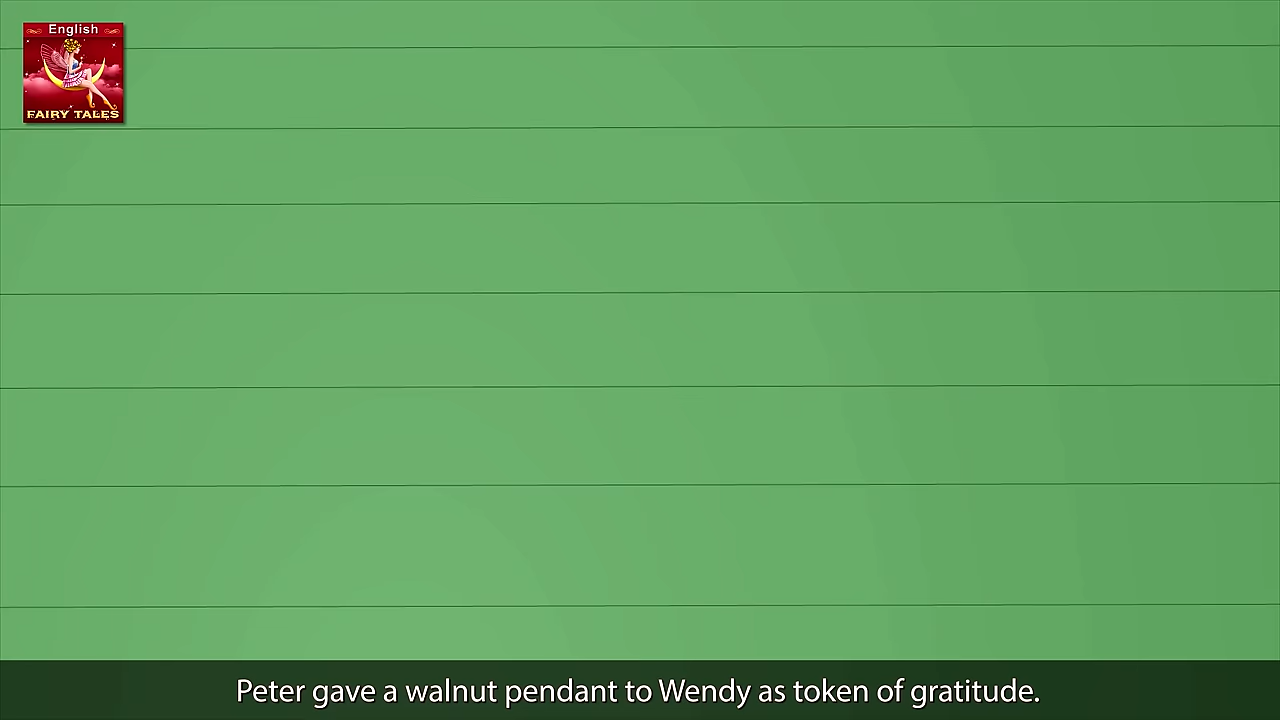 English
FAIRY TALES
Peter gave a walnut pendant to Wendy as token of gratitude.